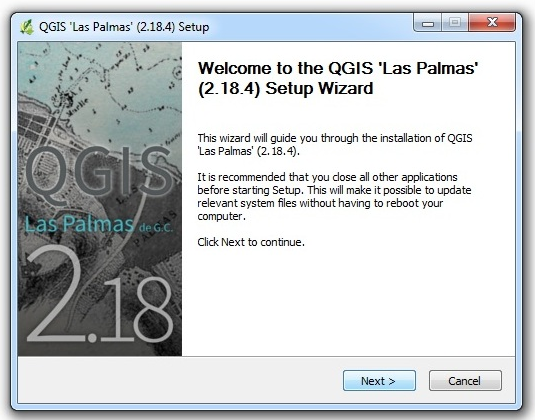 QGIS 'Las Palmas' (2.18.4) Setup
QGIS
Las Palmas de G.C.
2.18
Welcome to the QGIS 'Las Palmas'
(2.18.4) Setup Wizard
This wizard will guide you through the installation of QGIS
'Las Palmas' (2.18.4).
It is recommended that you close all other applications
before starting Setup. This will make it possible to update
relevant system files without having to reboot your
computer.
Click Next to continue.
Next >
Cancel